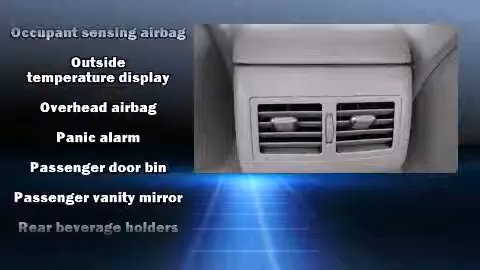 Occupant sensing airbag
Outside
temperature display
Overhead airbag
Panic alarm
Passenger door bin
Passenger vanity mirror
Rear beverage holders